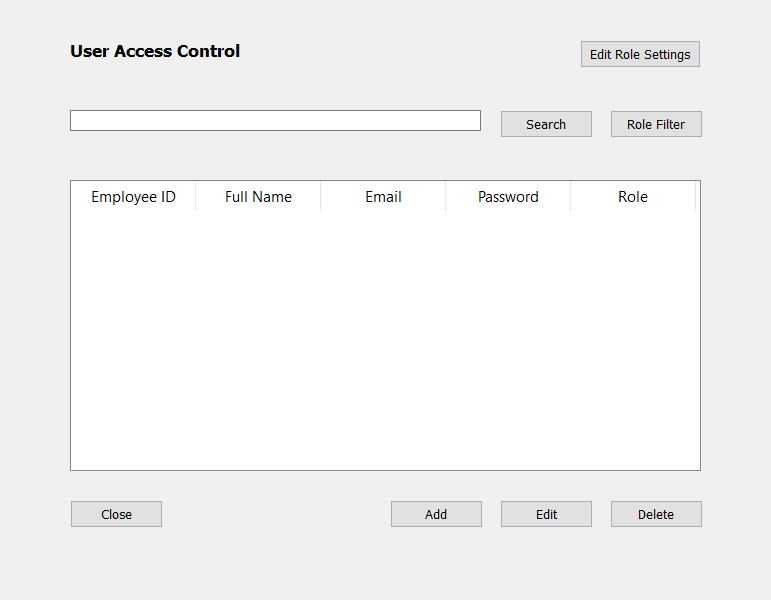 User Access Control
Edit Role Settings
Search
Role Filter
Employee ID Full Name Email Password Role
Close
Add
Edit
Delete